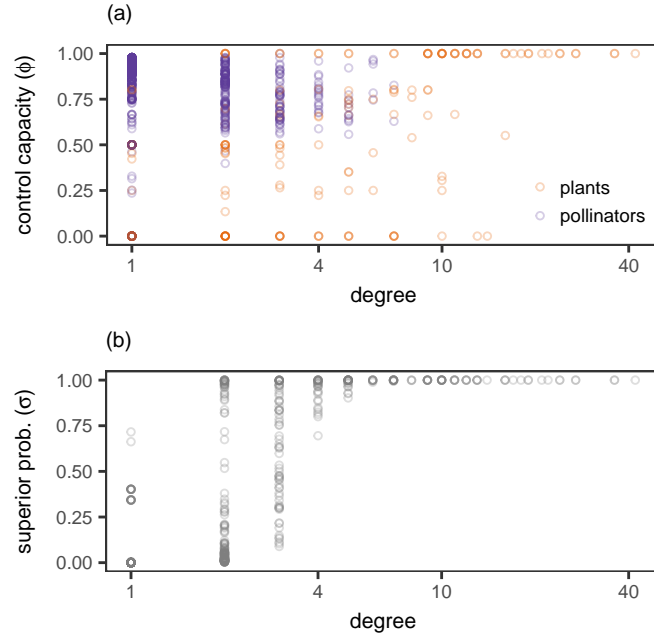 (a)
control capacity (ϕ)
1.00
0.75
0.50
0.25
0.00
plants
pollinators
1
4
10
40
degree
(b)
superior prob. (σ)
1.00
0.75
0.50
0.25
0.00
1
4
10
40
degree